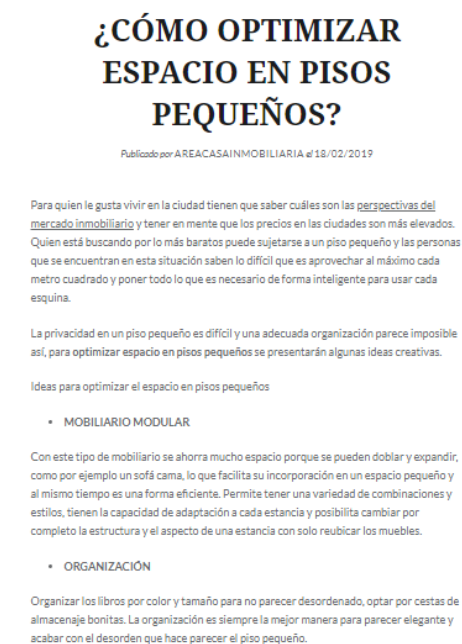 ¿CÓMO OPTIMIZAR
ESPACIO EN PISOS
PEQUEÑOS?
Publicado por AREACASAINMOBILIARIA el 18/02/2019
Para quien le gusta vivir en la ciudad tienen que saber cuáles son las perspectivas del
mercado inmobiliario y tener en mente que los precios en las ciudades son más elevados.
Quien está buscando por lo más baratos puede sujetarse a un piso pequeño y las personas
que se encuentran en esta situación saben lo difícil que es aprovechar al máximo cada
metro cuadrado y poner todo lo que es necesario de forma inteligente para usar cada
esquina.
La privacidad en un piso pequeño es difícil y una adecuada organización parece imposible
así, para optimizar espacio en pisos pequeños se presentarán algunas ideas creativas.
Ideas para optimizar el espacio en pisos pequeños
• MOBILIARIO MODULAR
Con este tipo de mobiliario se ahorra mucho espacio porque se pueden doblar y expandir,
como por ejemplo un sofá cama, lo que facilita su incorporación en un espacio pequeño y
al mismo tiempo es una forma eficiente. Permite tener una variedad de combinaciones y
estilos, tienen la capacidad de adaptación a cada estancia y posibilita cambiar por
completo la estructura y el aspecto de una estancia con solo reubicar los muebles.
• ORGANIZACIÓN
Organizar los libros por color y tamaño para no parecer desordenado, optar por cestas de
almacenaje bonitas. La organización es siempre la mejor manera para parecer elegante y
acabar con el desorden que hace parecer el piso pequeño.